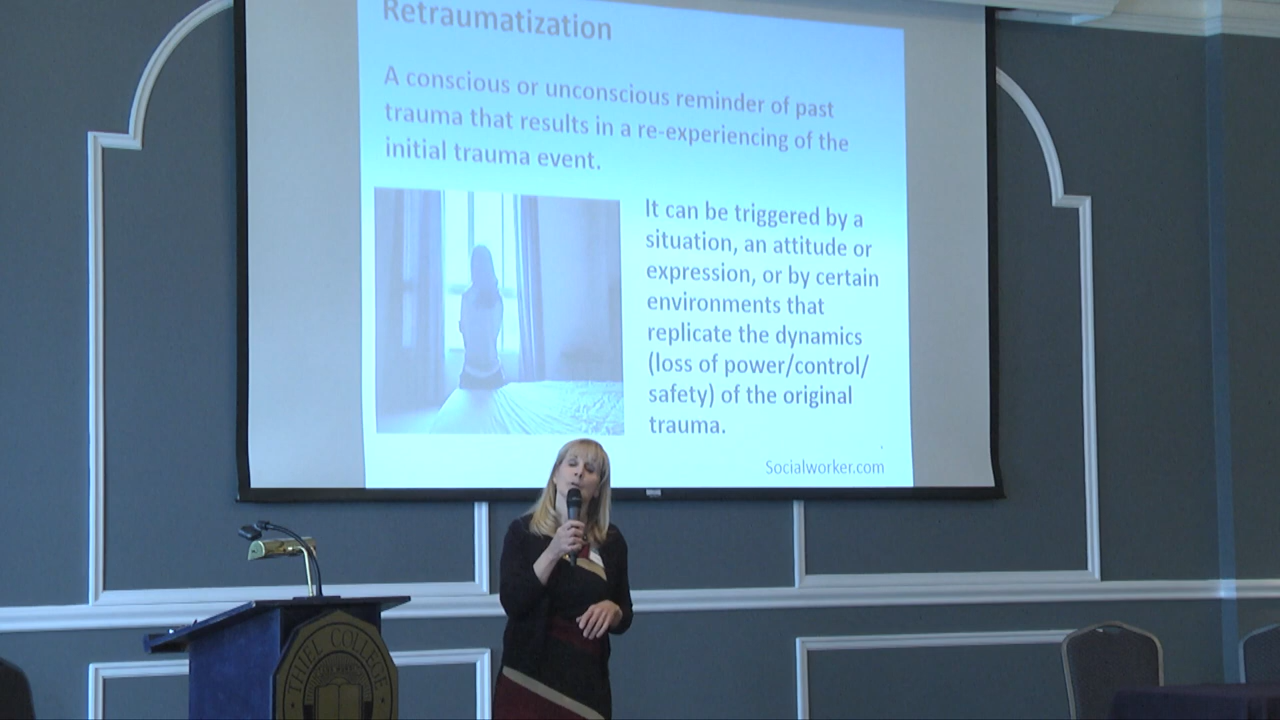 Retraumatization
A conscious or unconscious reminder of past
trauma that results in a re-experiencing of the
initial trauma event.
It can be triggered by a
situation, an attitude or
expression, or by certain
environments that
replicate the dynamics
(loss of power/control/
safety) of the original
trauma.
Socialworker.com
THIEL COLLEGE